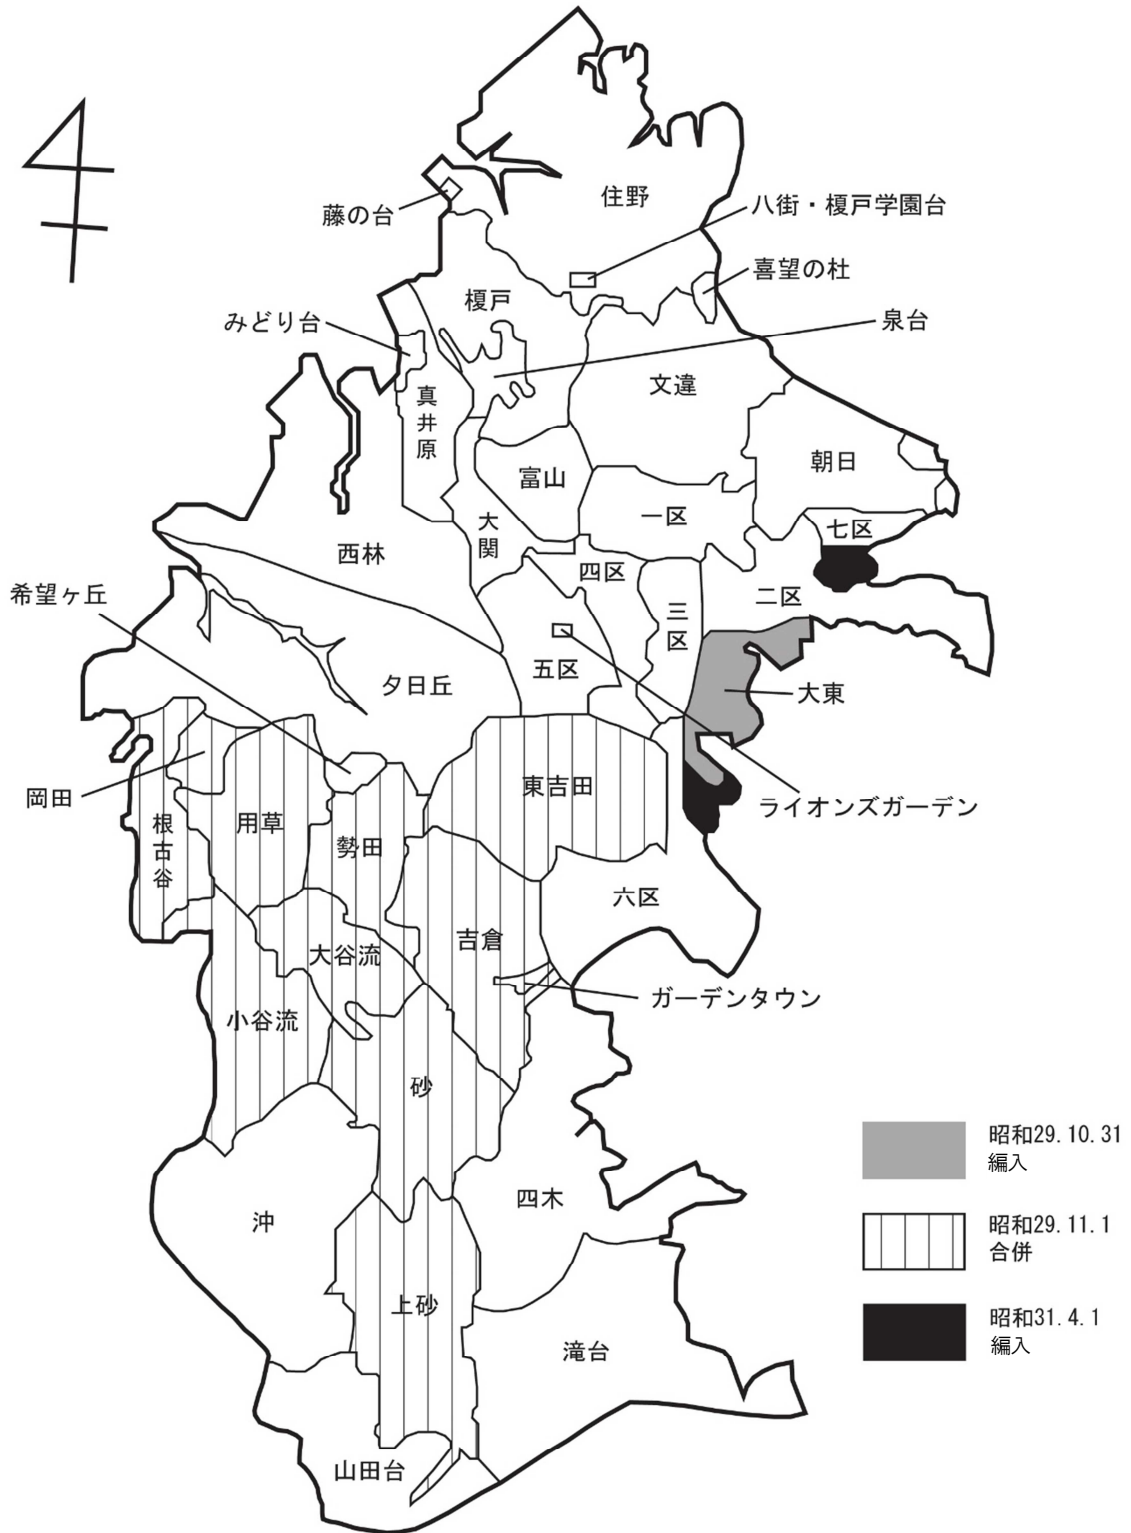 住野
八街・榎戸学園台
藤の台
喜望の杜
榎戸
みどり台
泉台
文違
真井原
朝日
富山
一区
七区
大関
西林
四区
希望ヶ丘
二区
三区
五区
夕日丘
大東
東吉田
岡田
ライオンズガーデン
用草
根古谷
勢田
六区
吉倉
大谷流
ガーデンタウン
小谷流
砂
昭和29.10.31
編入
四木
沖
昭和29.11.1
合併
上砂
昭和31.4.1
編入
滝台
山田台